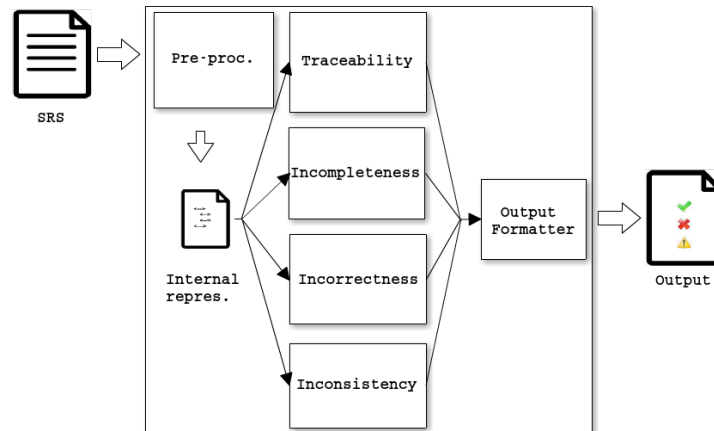 SRS
Pre-proc.
Internal
repres.
Traceability
Incompleteness
Incorrectness
Inconsistency
Output
Formatter
Output